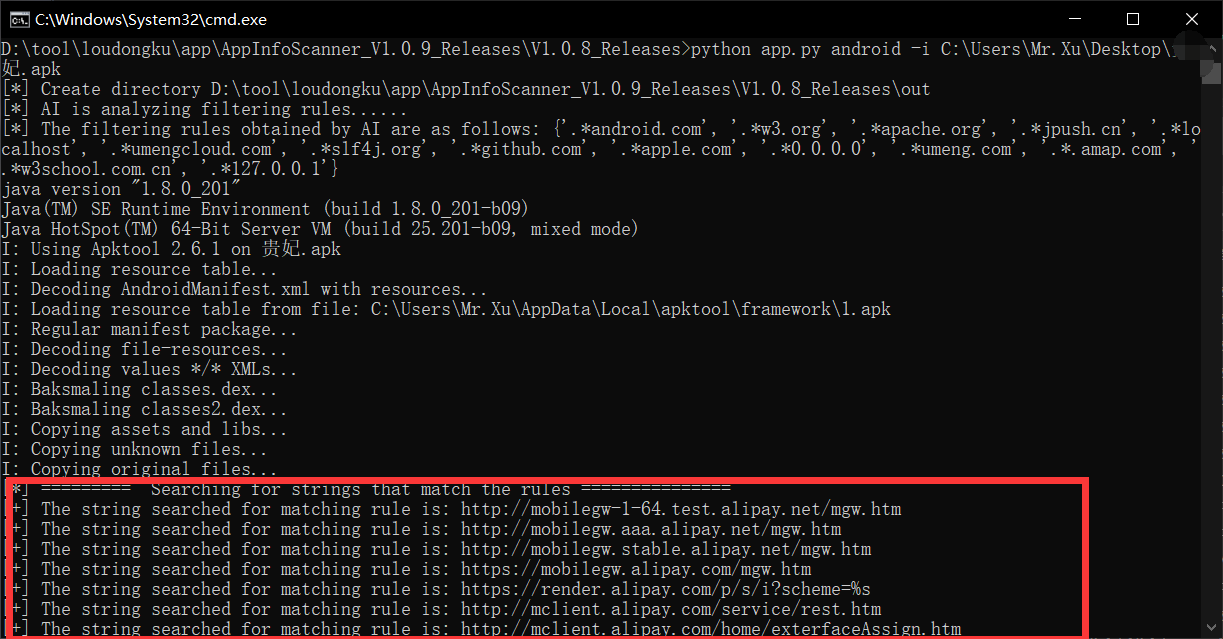 C:\Windows\System32\cmd.exe
D:\tool\loudongku\app\AppInfoScanner_V1.0.9_Releases\V1.0.8_Releases>python app.py android -i C:\Users\Mr.Xu\Desktop\
妃.apk
[*] Create directory D:\tool\loudongku\app\AppInfoScanner_V1.0.9_Releases\V1.0.8_Releases\out
[*] AI is analyzing filtering rules......
[*] The filtering rules obtained by AI are as follows: {'.*android.com', '.*w3.org', '.*apache.org', '.*jpush.cn', '.*lo
calhost', '.*umengcloud.com', '.*slf4j.org', '.*github.com', '.*apple.com', '.*0.0.0.0', '.*umeng.com', '.*.amap.com', '
.*w3school.com.cn', '.*127.0.0.1'}
java version "1.8.0_201"
Java(TM) SE Runtime Environment (build 1.8.0_201-b09)
Java HotSpot(TM) 64-Bit Server VM (build 25.201-b09, mixed mode)
I: Using Apktool 2.6.1 on 贵妃.apk
I: Loading resource table...
I: Decoding AndroidManifest.xml with resources...
I: Loading resource table from file: C:\Users\Mr.Xu\AppData\Local\apktool\framework\1.apk
I: Regular manifest package...
I: Decoding file-resources...
I: Decoding values */* XMLs...
I: Baksmaling classes.dex...
I: Baksmaling classes2.dex...
I: Copying assets and libs...
I: Copying unknown files...
I: Copying original files...
[*] =========  Searching for strings that match the rules ===============
[+] The string searched for matching rule is: http://mobilegw-1-64.test.alipay.net/mgw.htm
[+] The string searched for matching rule is: http://mobilegw.aaa.alipay.net/mgw.htm
[+] The string searched for matching rule is: http://mobilegw.stable.alipay.net/mgw.htm
[+] The string searched for matching rule is: https://mobilegw.alipay.com/mgw.htm
[+] The string searched for matching rule is: https://render.alipay.com/p/s/i?scheme=%s
[+] The string searched for matching rule is: http://mclient.alipay.com/service/rest.htm
[+] The string searched for matching rule is: http://mclient.alipay.com/home/exterfaceAssign.htm